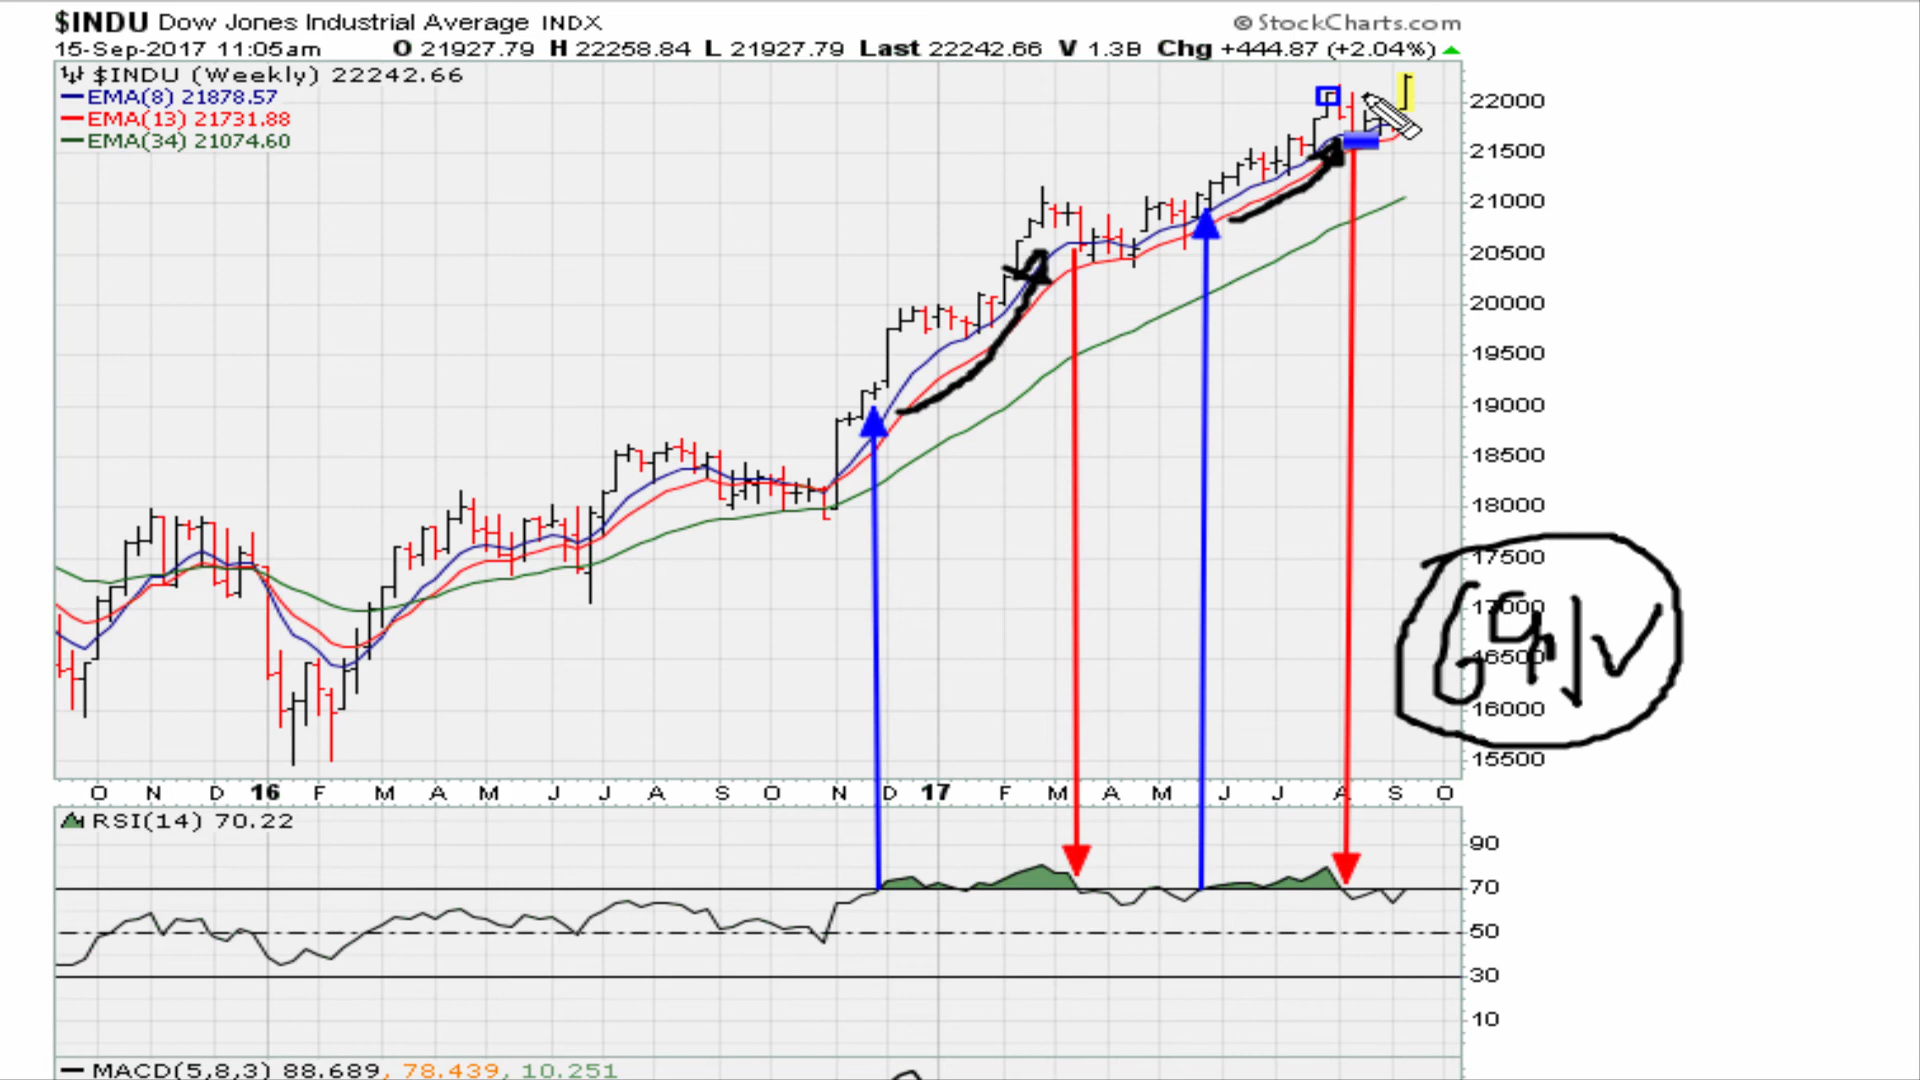 $INDU Dow Jones Industrial Average INDX © StockCharts.com
15-Sep-2017 11:05am O 21927.79 H 22258.84 L 21927.79 Last 22242.66 V 1.3B Chg +444.87 (+2.04%)
$INDU (Weekly) 22242.66
EMA(8) 21878.57
EMA(13) 21731.88
EMA(34) 21074.60
22000
21500
21000
20500
20000
19500
19000
18500
18000
17500
17000
16500
16000
15500
O N D 16 F M A M J J A S O N D 17 F M A M J J A S O
RSI(14) 70.22
90
70
50
30
10
MACD(5,8,3) 88.689, 78.439, 10.251